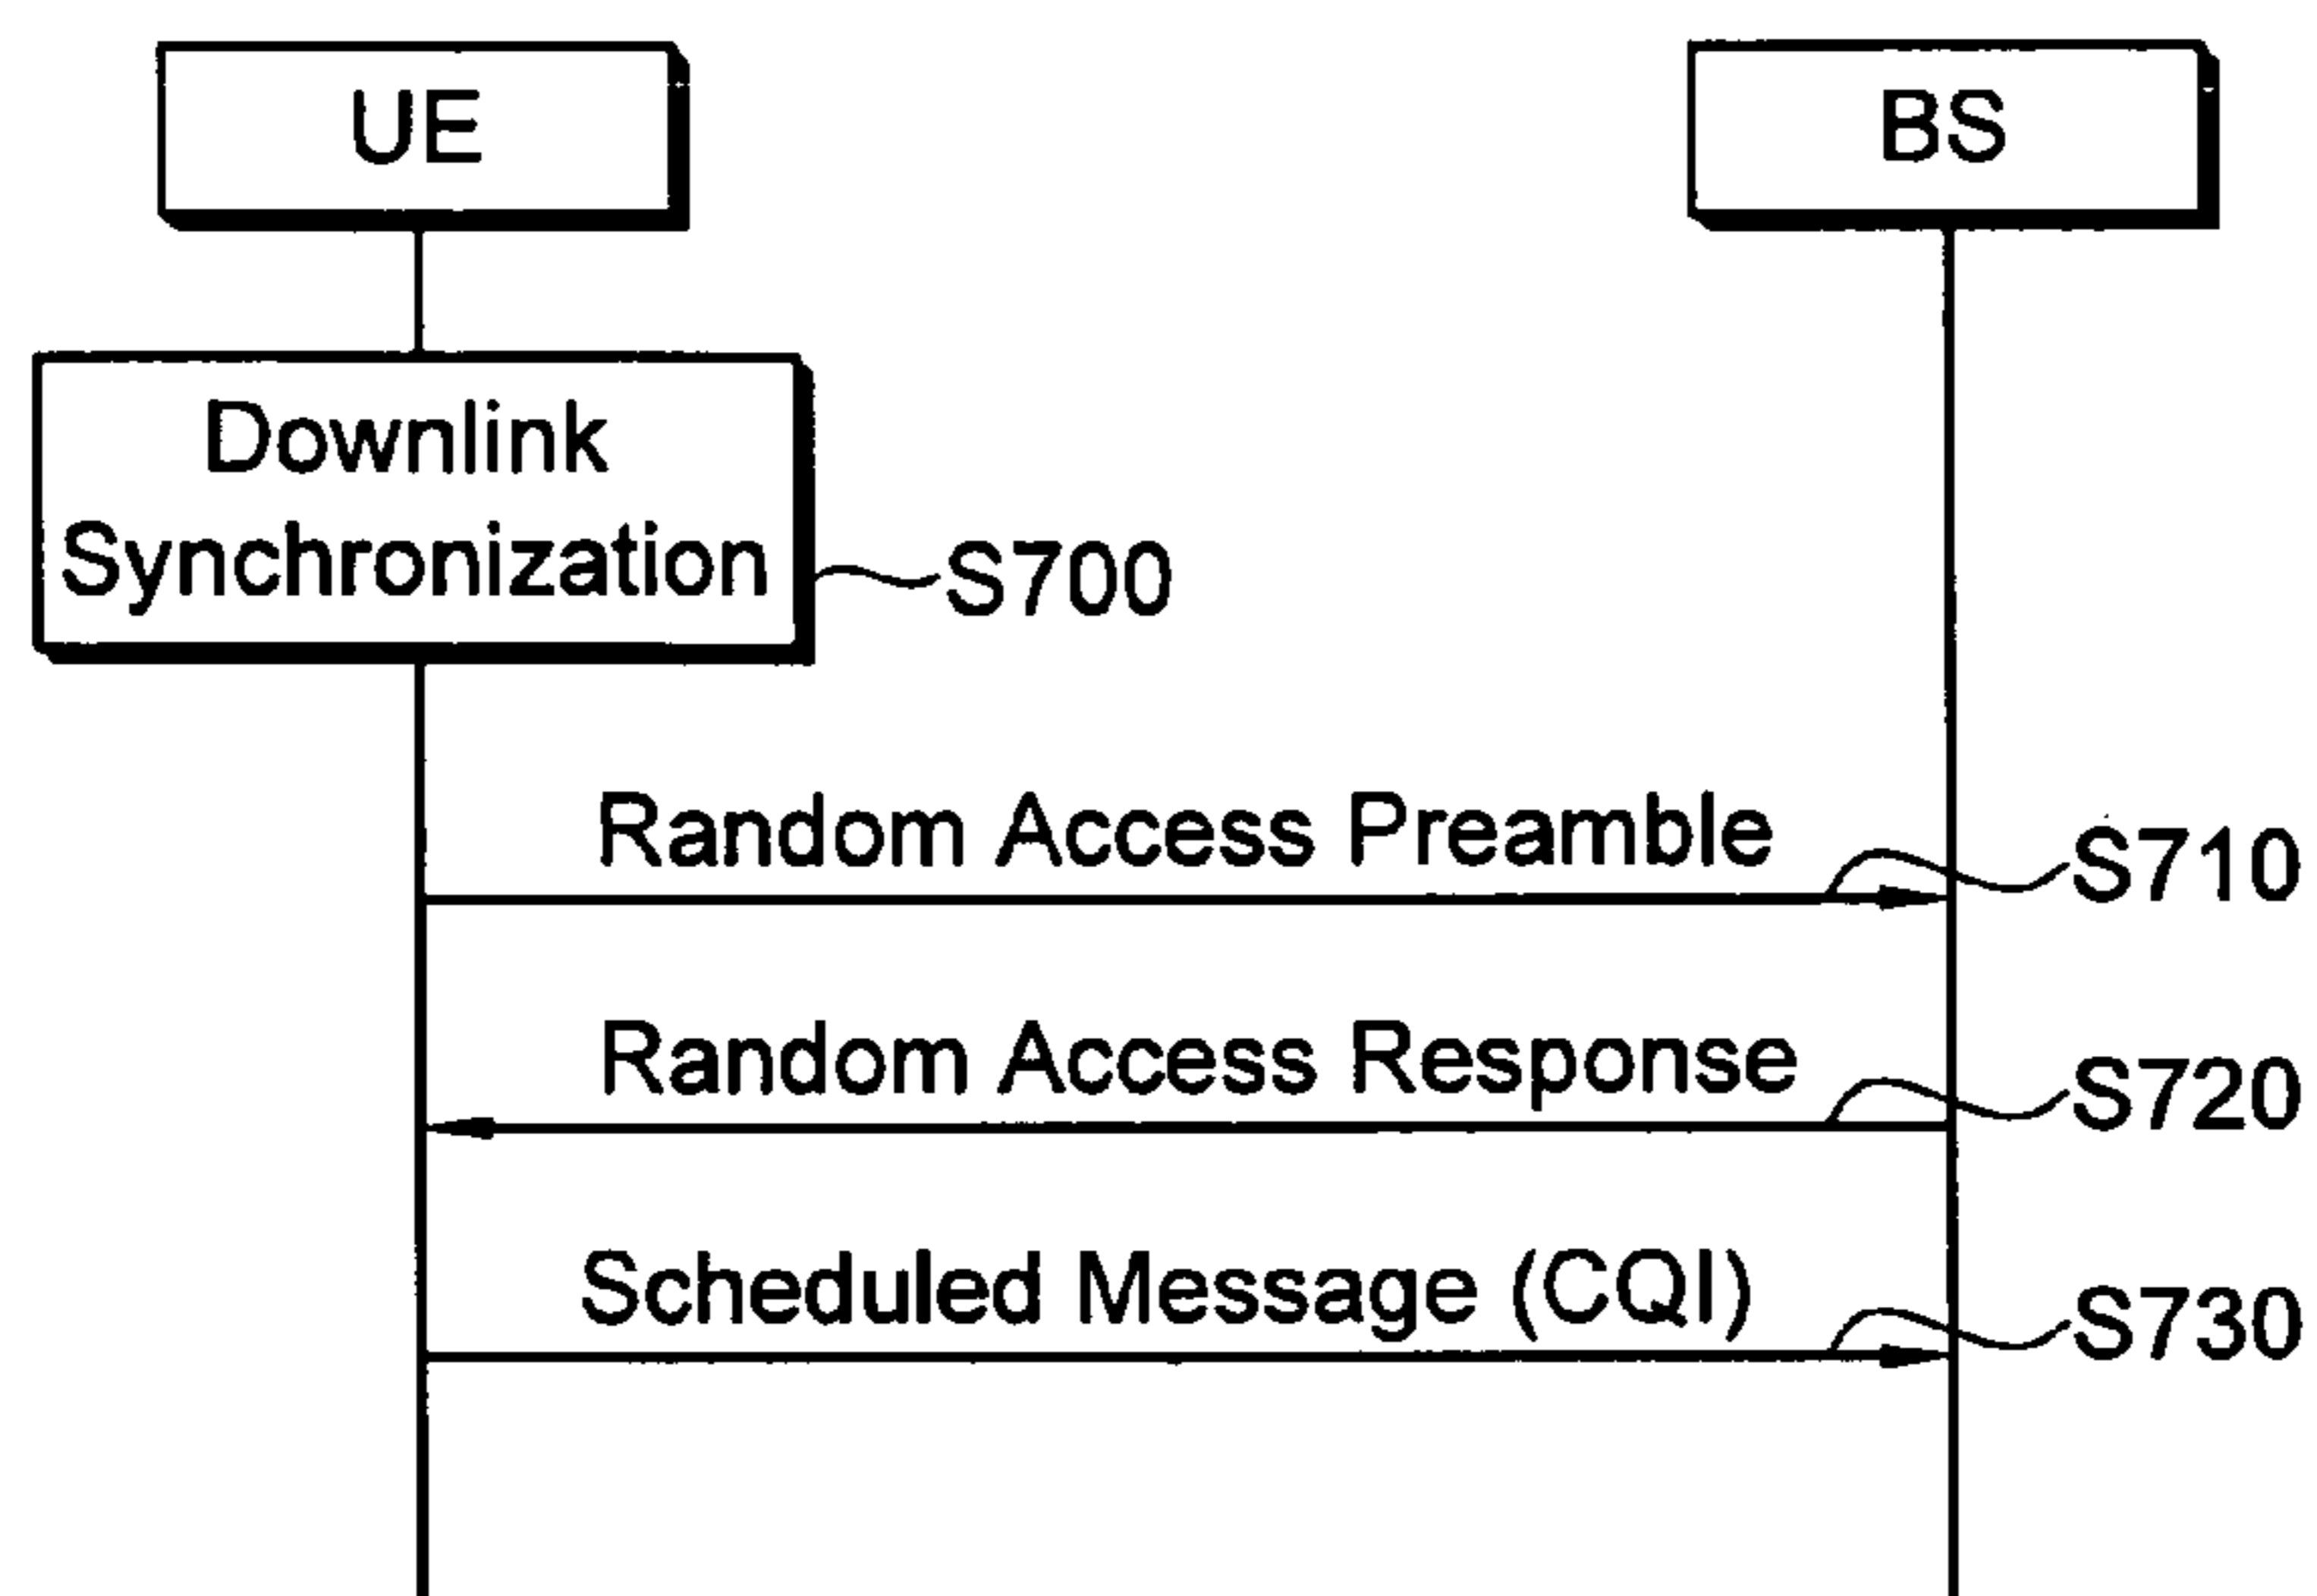 UE
BS
Downlink
Synchronization
S700
Random Access Preamble
S710
Random Access Response
S720
Scheduled Message (CQI)
S730